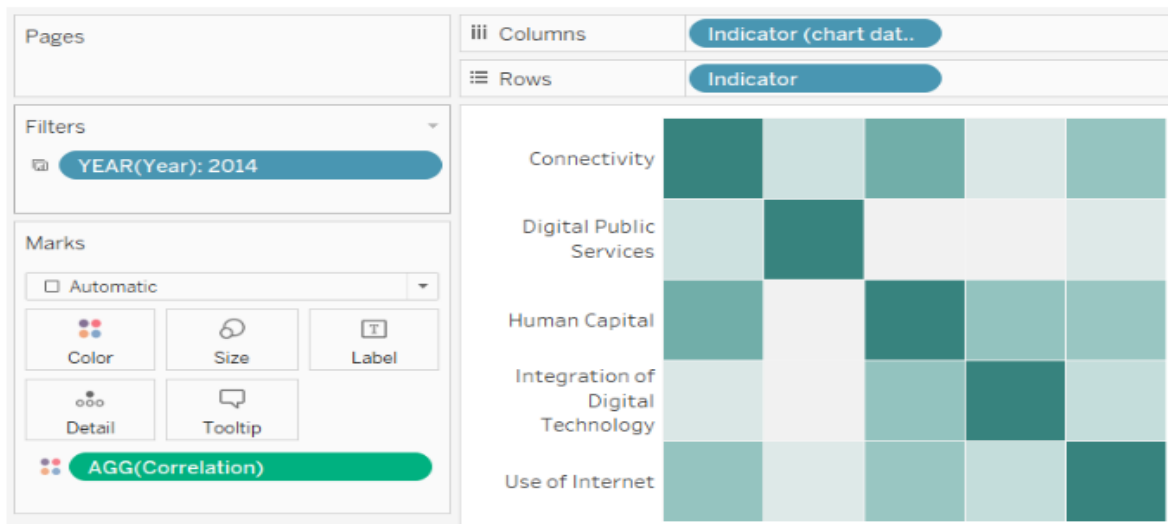 Pages
Columns
Indicator (chart dat..
Rows
Indicator
Filters
YEAR(Year): 2014
Marks
Automatic
Color
Size
T
Label
Detail
Tooltip
AGG(Correlation)
Connectivity
Digital Public
Services
Human Capital
Integration of
Digital
Technology
Use of Internet